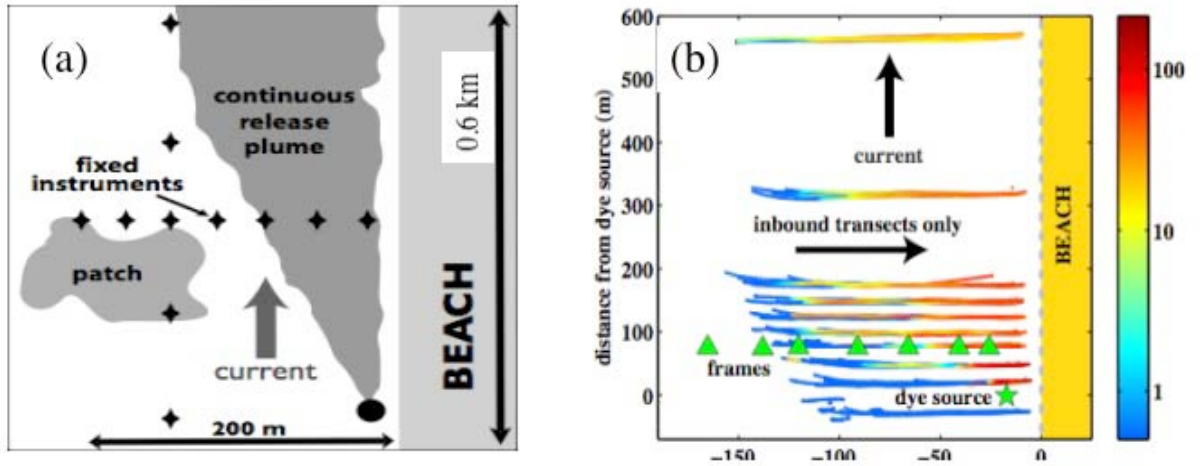 (a)
continuous
release
plume
0.6 km
fixed
instruments
patch
current
BEACH
200 m
(b)
distance from dye source (m)
600
500
400
300
200
100
0
current
inbound transects only
frames
dye source
BEACH
-150
-100
-50
0
100
10
1